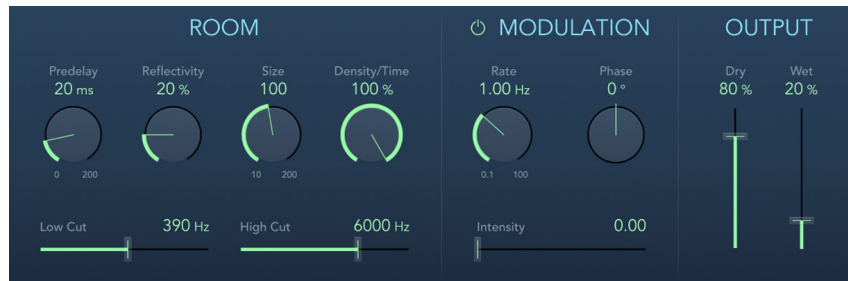 ROOM
MODULATION
OUTPUT
Predelay
20 ms
Reflectivity
20 %
Size
100
Density/Time
100 %
Rate
1.00 Hz
Phase
0 °
Dry
80 %
Wet
20 %
0 200
10 200
0.1 100
Low Cut 390 Hz
High Cut 6000 Hz
Intensity 0.00